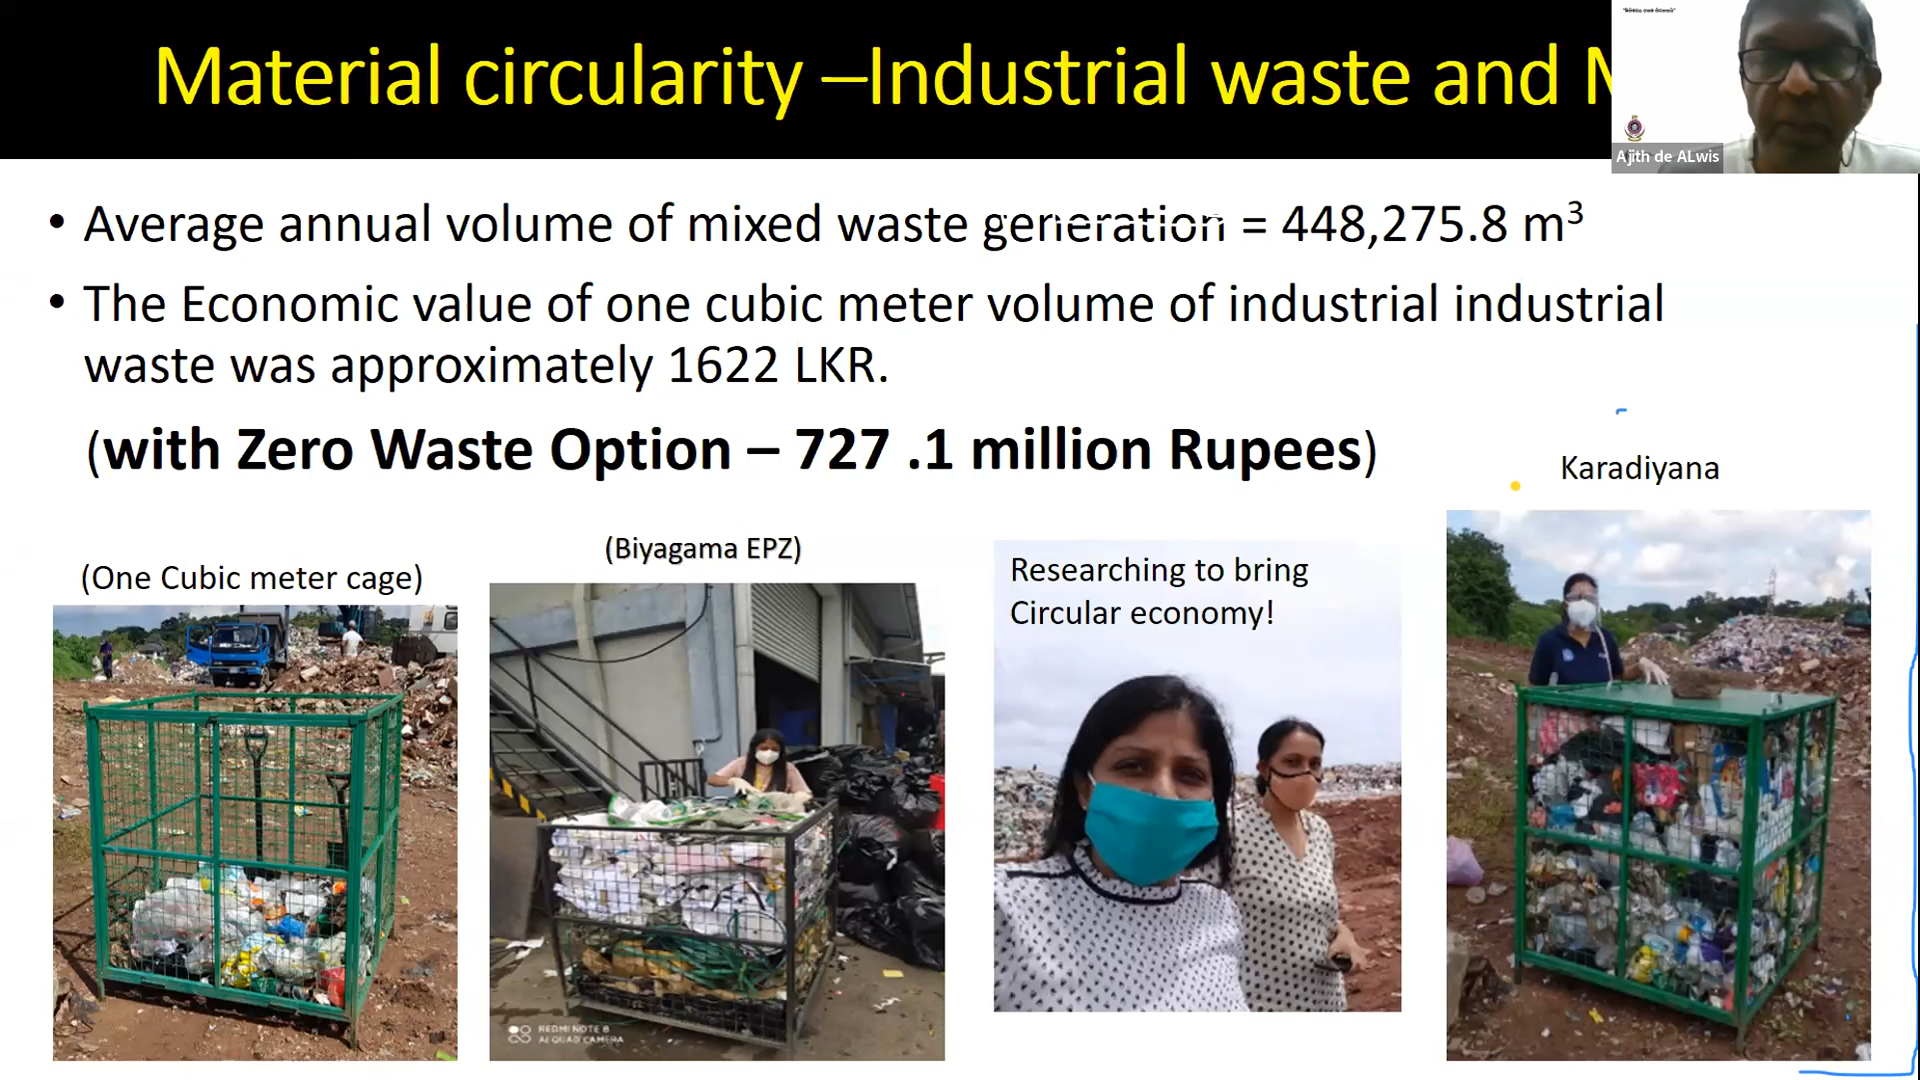 Material circularity –Industrial waste and M
Ajith de ALwis
• Average annual volume of mixed waste generation = 448,275.8 m³
• The Economic value of one cubic meter volume of industrial industrial
waste was approximately 1622 LKR.
(with Zero Waste Option – 727 .1 million Rupees)
Karadiyana
(Biyagama EPZ)
(One Cubic meter cage)
Researching to bring
Circular economy!
REDMI NOTE 8
AI QUAD CAMERA